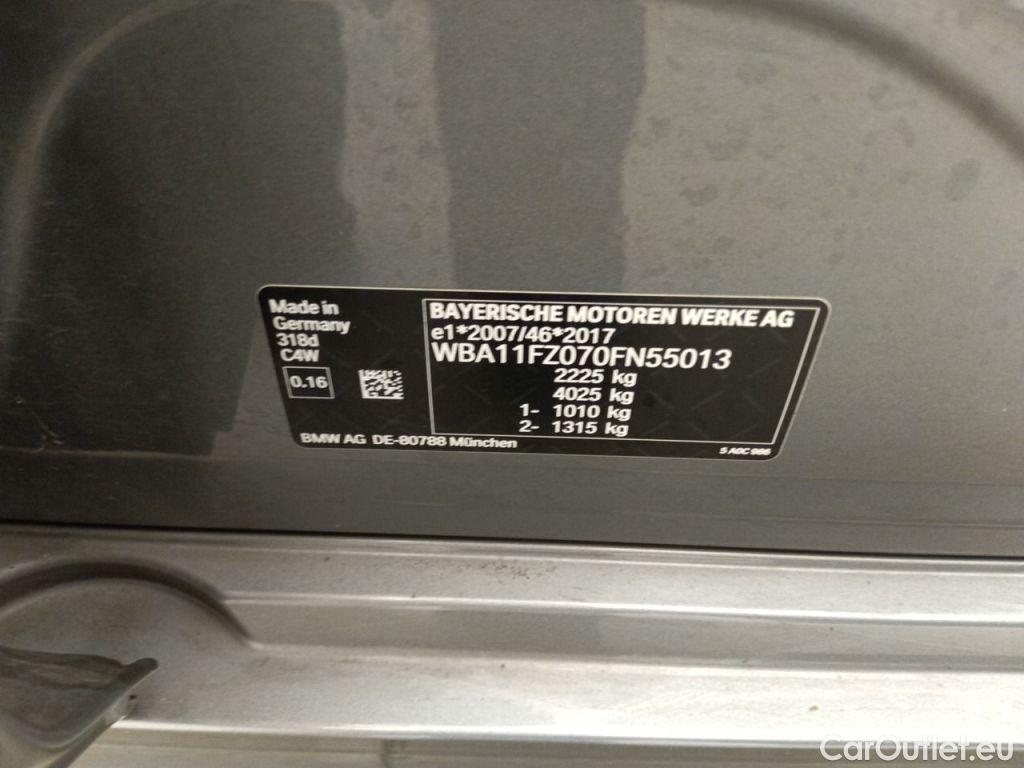 Made in
Germany
318d
C4W
0.16
BMW AG DE-80788 München
BAYERISCHE MOTOREN WERKE AG
e1*2007/46*2017
WBA11FZ070FN55013
2225 kg
4025 kg
1- 1010 kg
2- 1315 kg
5 A0C 986
CarOutlet.eu